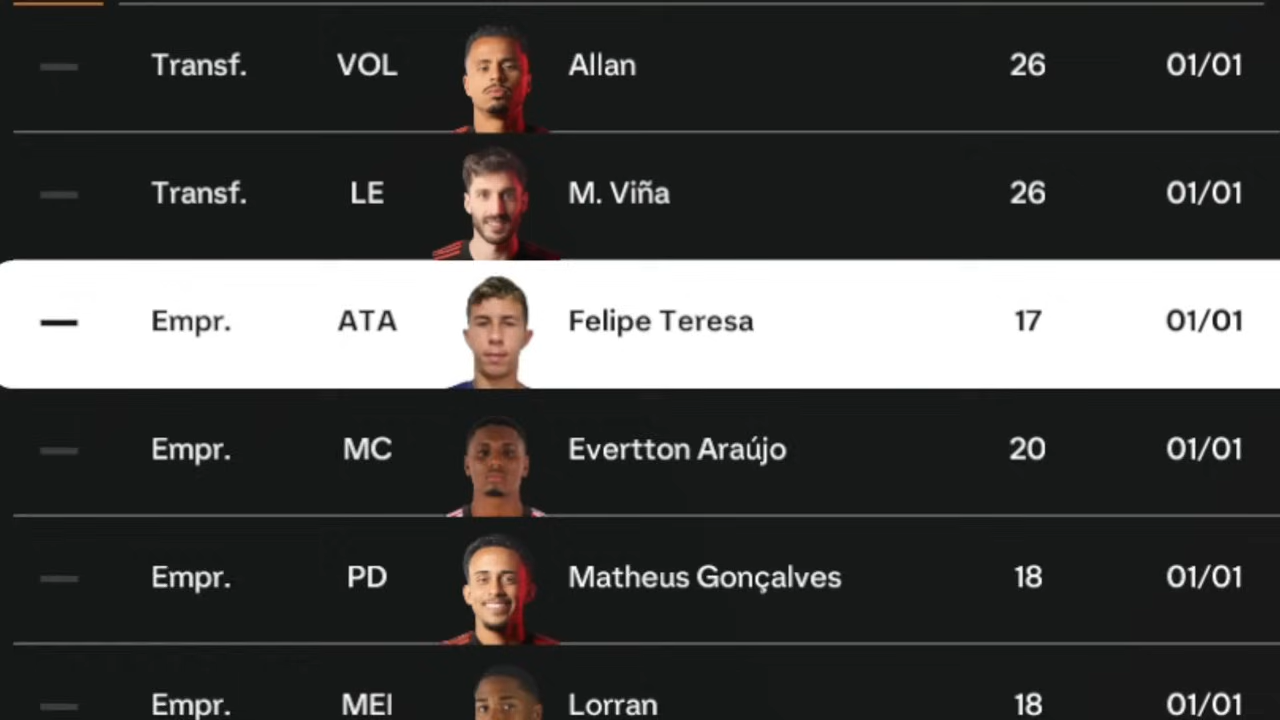 Transf. VOL Allan 26 01/01
Transf. LE M. Viña 26 01/01
Empr. ATA Felipe Teresa 17 01/01
Empr. MC Evertton Araújo 20 01/01
Empr. PD Matheus Gonçalves 18 01/01
Empr. MEI Lorran 18 01/01